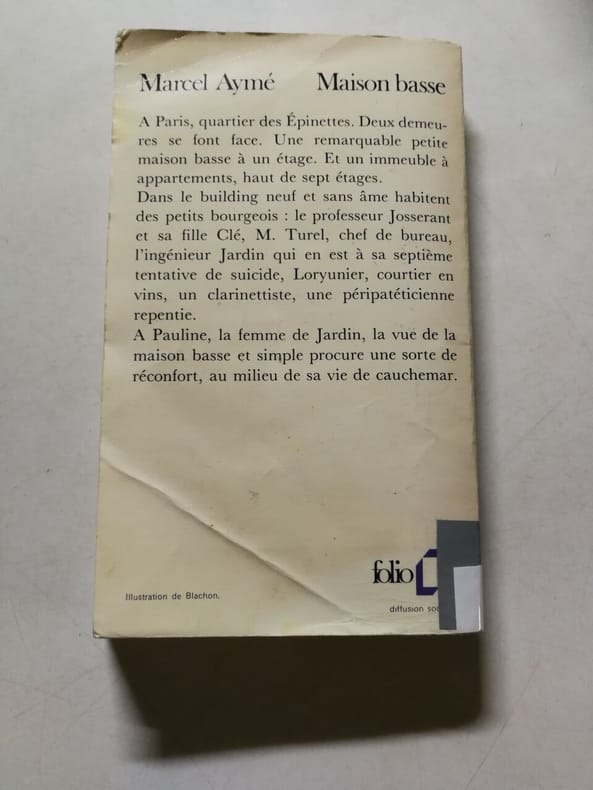 Marcel Aymé Maison basse
A Paris, quartier des Épinettes. Deux demeu-
res se font face. Une remarquable petite
maison basse à un étage. Et un immeuble à
appartements, haut de sept étages.
Dans le building neuf et sans âme habitent
des petits bourgeois : le professeur Josserant
et sa fille Clé, M. Turel, chef de bureau,
l'ingénieur Jardin qui en est à sa septième
tentative de suicide, Loryunier, courtier en
vins, un clarinettiste, une péripatéticienne
repentie.
A Pauline, la femme de Jardin, la vue de la
maison basse et simple procure une sorte de
réconfort, au milieu de sa vie de cauchemar.
folio
Illustration de Blachon.
diffusion